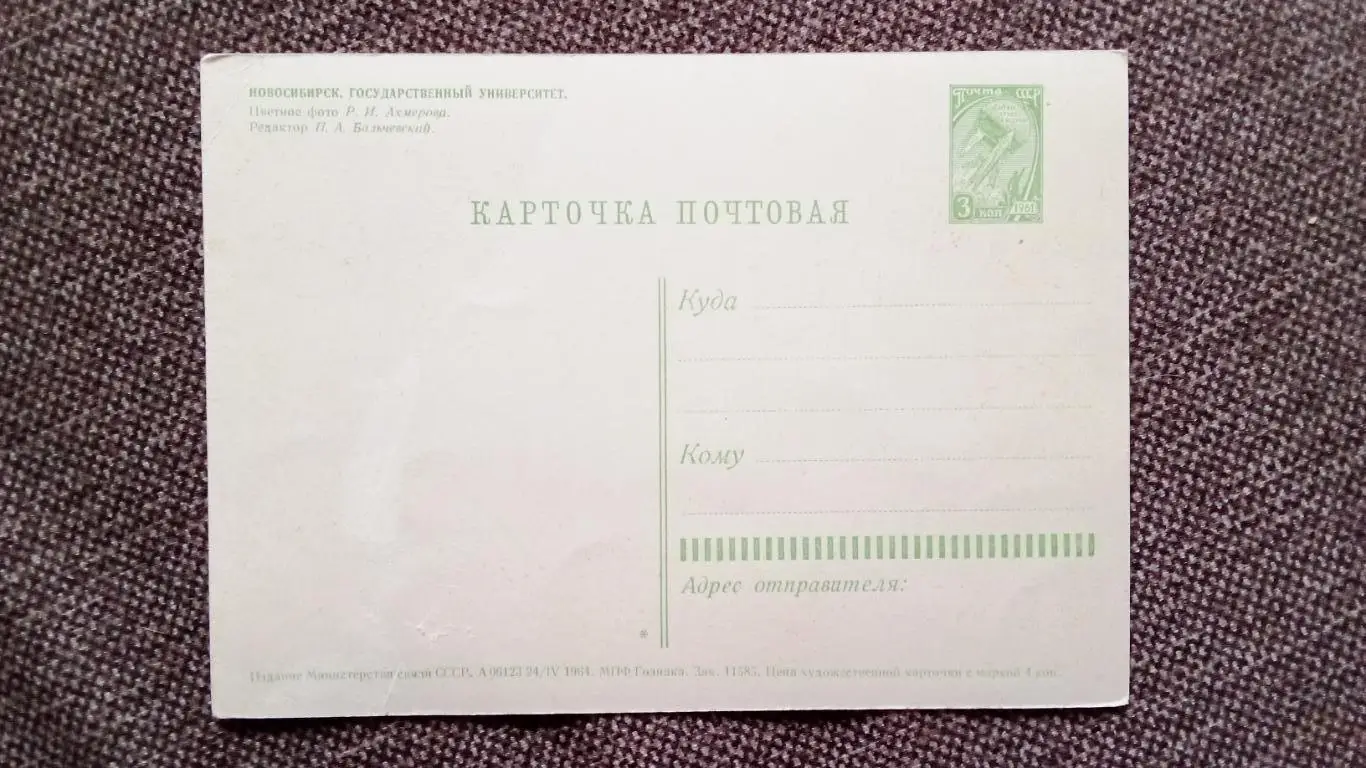 НОВОСИБИРСК. ГОСУДАРСТВЕННЫЙ УНИВЕРСИТЕТ.
Цветное фото Р. И. Ахмерова.
Редактор П. А. Бальчевский.
Почта СССР
3 коп 1961
КАРТОЧКА ПОЧТОВАЯ
Куда
Кому
Адрес отправителя:
*
Издание Министерства связи СССР. А 06123 24/IV 1964. МПФ Гознака. Зак. 11585. Цена художественной карточки с маркой 4 коп.